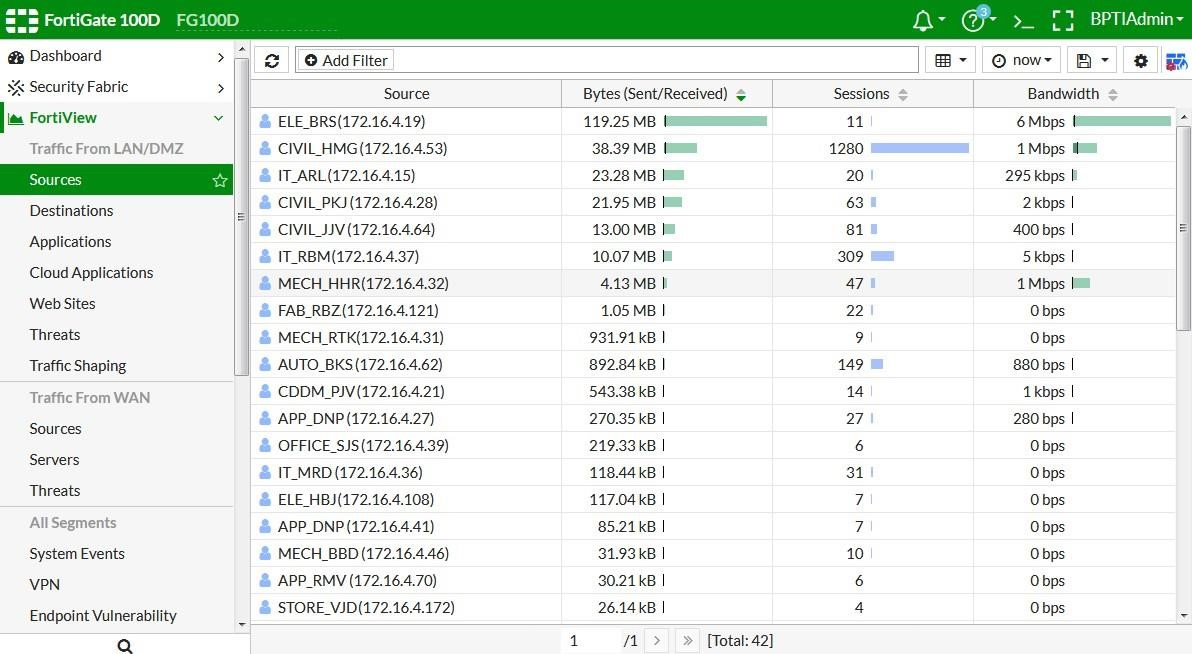 FortiGate 100D FG100D 3 BPTIAdmin
Dashboard
Security Fabric
FortiView
Traffic From LAN/DMZ
Sources
Destinations
Applications
Cloud Applications
Web Sites
Threats
Traffic Shaping
Traffic From WAN
Sources
Servers
Threats
All Segments
System Events
VPN
Endpoint Vulnerability
Add Filter now
Source Bytes (Sent/Received) Sessions Bandwidth
ELE_BRS(172.16.4.19) 119.25 MB 11 6 Mbps
CIVIL_HMG(172.16.4.53) 38.39 MB 1280 1 Mbps
IT_ARL(172.16.4.15) 23.28 MB 20 295 kbps
CIVIL_PKJ(172.16.4.28) 21.95 MB 63 2 kbps
CIVIL_JJV(172.16.4.64) 13.00 MB 81 400 bps
IT_RBM(172.16.4.37) 10.07 MB 309 5 kbps
MECH_HHR(172.16.4.32) 4.13 MB 47 1 Mbps
FAB_RBZ(172.16.4.121) 1.05 MB 22 0 bps
MECH_RTK(172.16.4.31) 931.91 kB 9 0 bps
AUTO_BKS(172.16.4.62) 892.84 kB 149 880 bps
CDDM_PJV(172.16.4.21) 543.38 kB 14 1 kbps
APP_DNP(172.16.4.27) 270.35 kB 27 280 bps
OFFICE_SJS(172.16.4.39) 219.33 kB 6 0 bps
IT_MRD(172.16.4.36) 118.44 kB 31 0 bps
ELE_HBJ(172.16.4.108) 117.04 kB 7 0 bps
APP_DNP(172.16.4.41) 85.21 kB 7 0 bps
MECH_BBD(172.16.4.46) 31.93 kB 10 0 bps
APP_RMV(172.16.4.70) 30.21 kB 6 0 bps
STORE_VJD(172.16.4.172) 26.14 kB 4 0 bps
1 /1 [Total: 42]